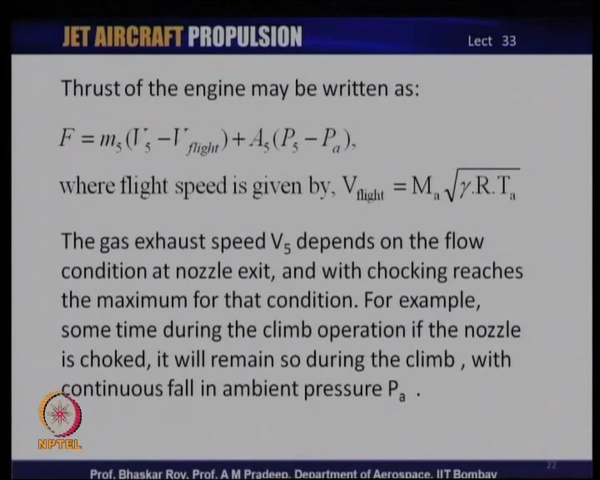 JET AIRCRAFT PROPULSION
Lect 33
Thrust of the engine may be written as:
F = m₅(V₅ − V_flight) + A₅(P₅ − Pₐ),
where flight speed is given by, V_flight = Mₐ√γ.R.Tₐ
The gas exhaust speed V₅ depends on the flow
condition at nozzle exit, and with chocking reaches
the maximum for that condition. For example,
some time during the climb operation if the nozzle
is choked, it will remain so during the climb , with
continuous fall in ambient pressure Pₐ .
NPTEL
22
Prof. Bhaskar Roy, Prof. A M Pradeep, Department of Aerospace, IIT Bombay